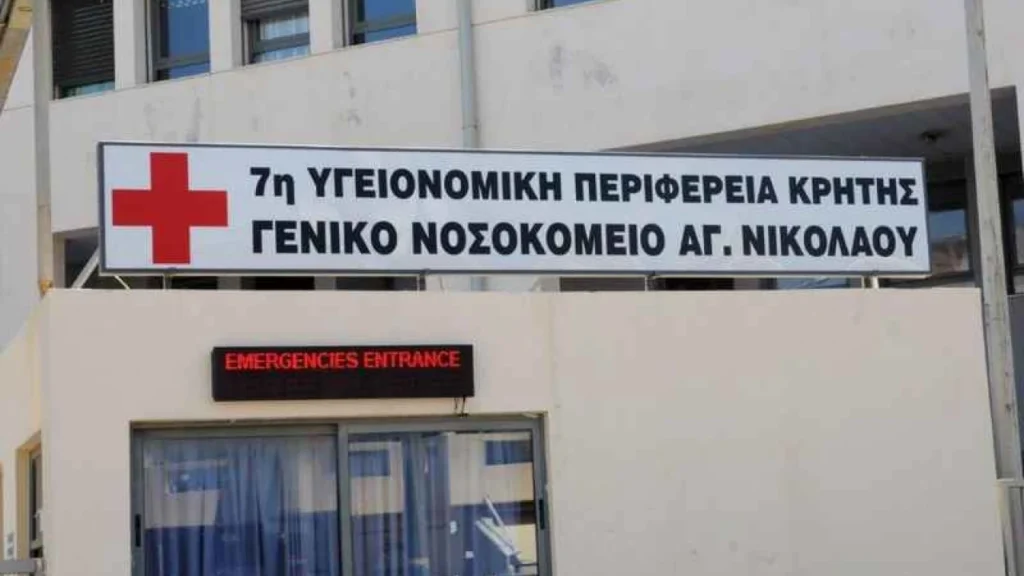 7η ΥΓΕΙΟΝΟΜΙΚΗ ΠΕΡΙΦΕΡΕΙΑ ΚΡΗΤΗΣ
ΓΕΝΙΚΟ ΝΟΣΟΚΟΜΕΙΟ ΑΓ. ΝΙΚΟΛΑΟΥ
EMERGENCIES ENTRANCE